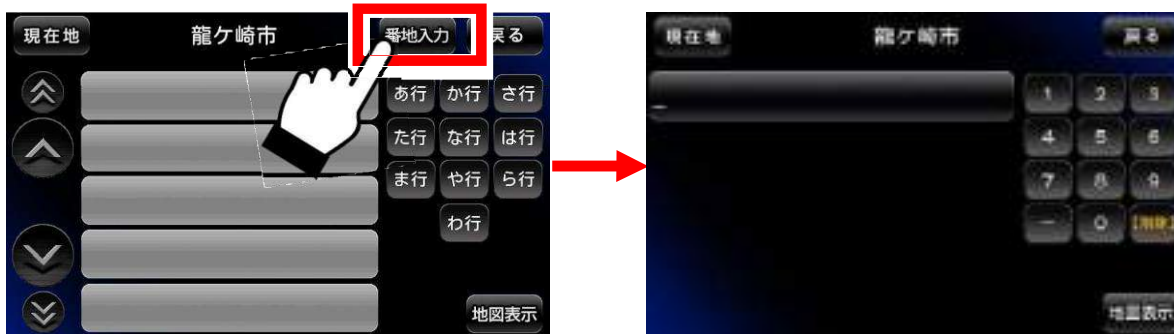 現在地 龍ケ崎市 番地入力 戻る
あ行 か行 さ行
た行 な行 は行
ま行 や行 ら行
わ行
地図表示
現在地 龍ケ崎市 戻る
1 2 3
4 5 6
7 8 9
- 0 [削除]
地図表示